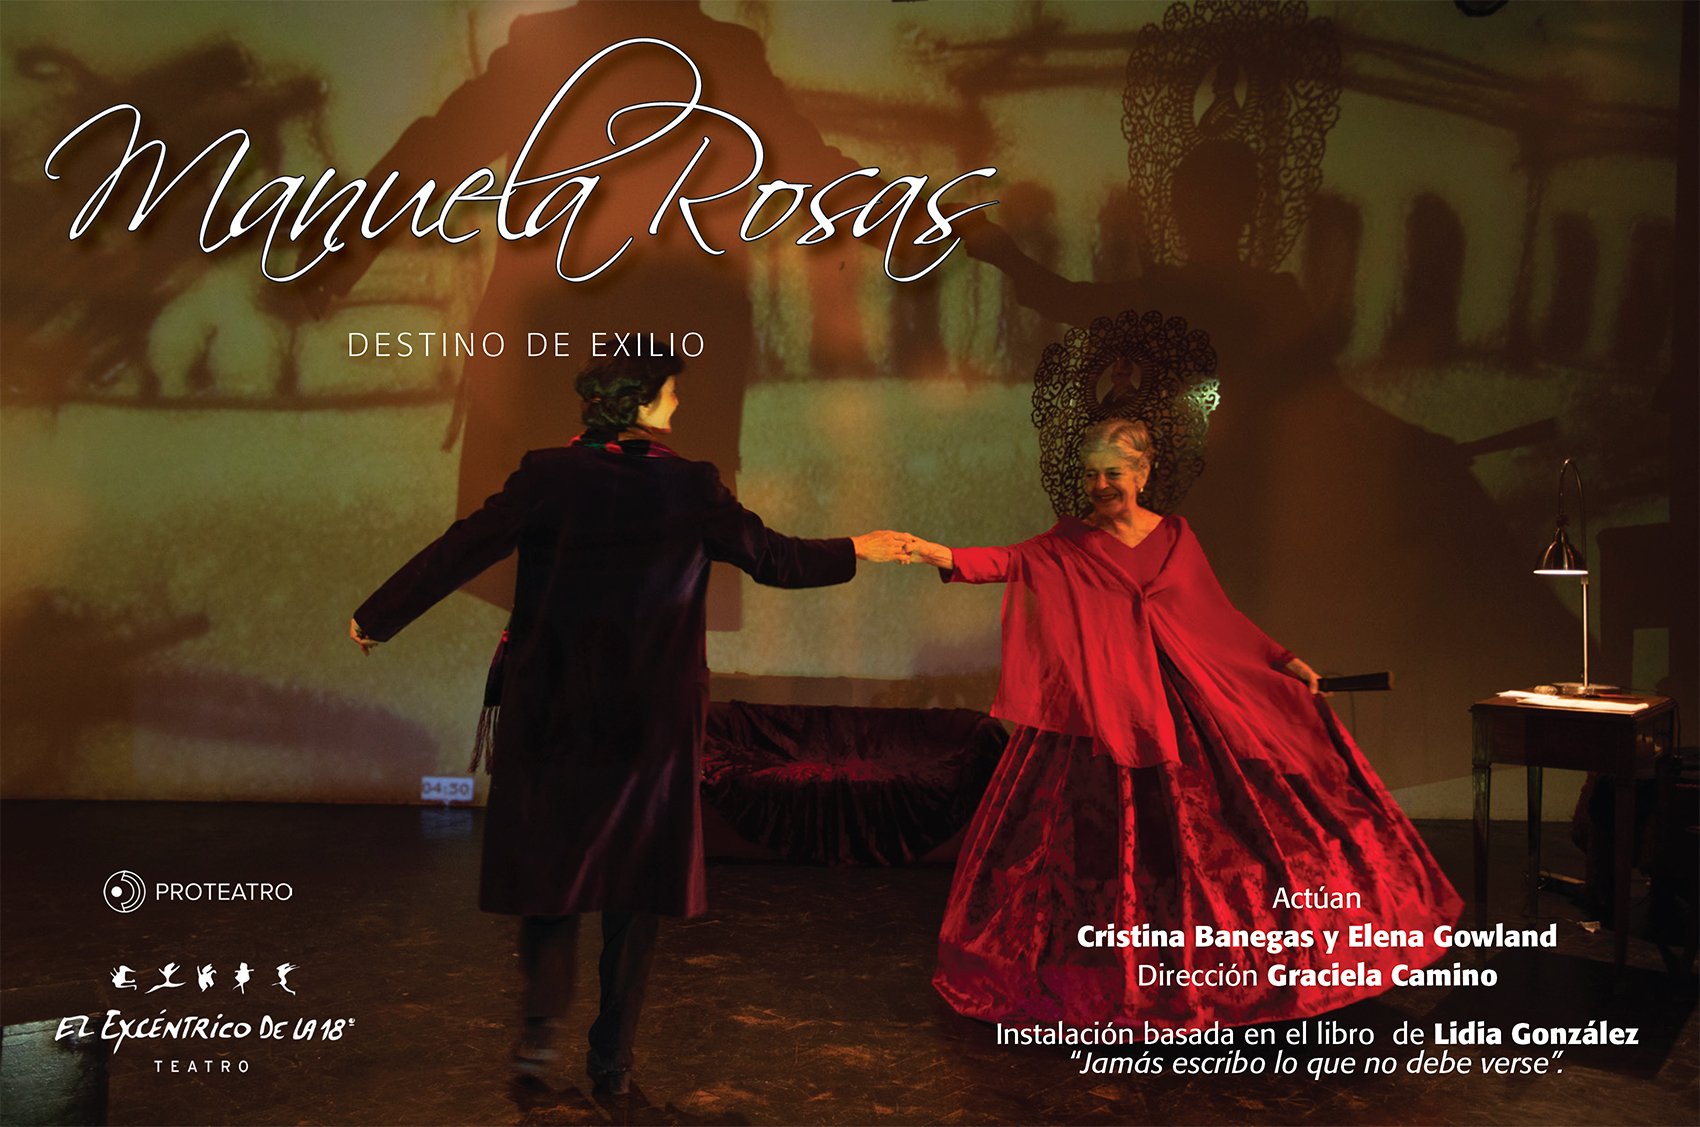 Manuela Rosas
DESTINO DE EXILIO
04:30
PROTEATRO
EL EXCÉNTRICO DE LA 18º
TEATRO
Actúan
Cristina Banegas y Elena Gowland
Dirección Graciela Camino
Instalación basada en el libro de Lidia González
“Jamás escribo lo que no debe verse”.